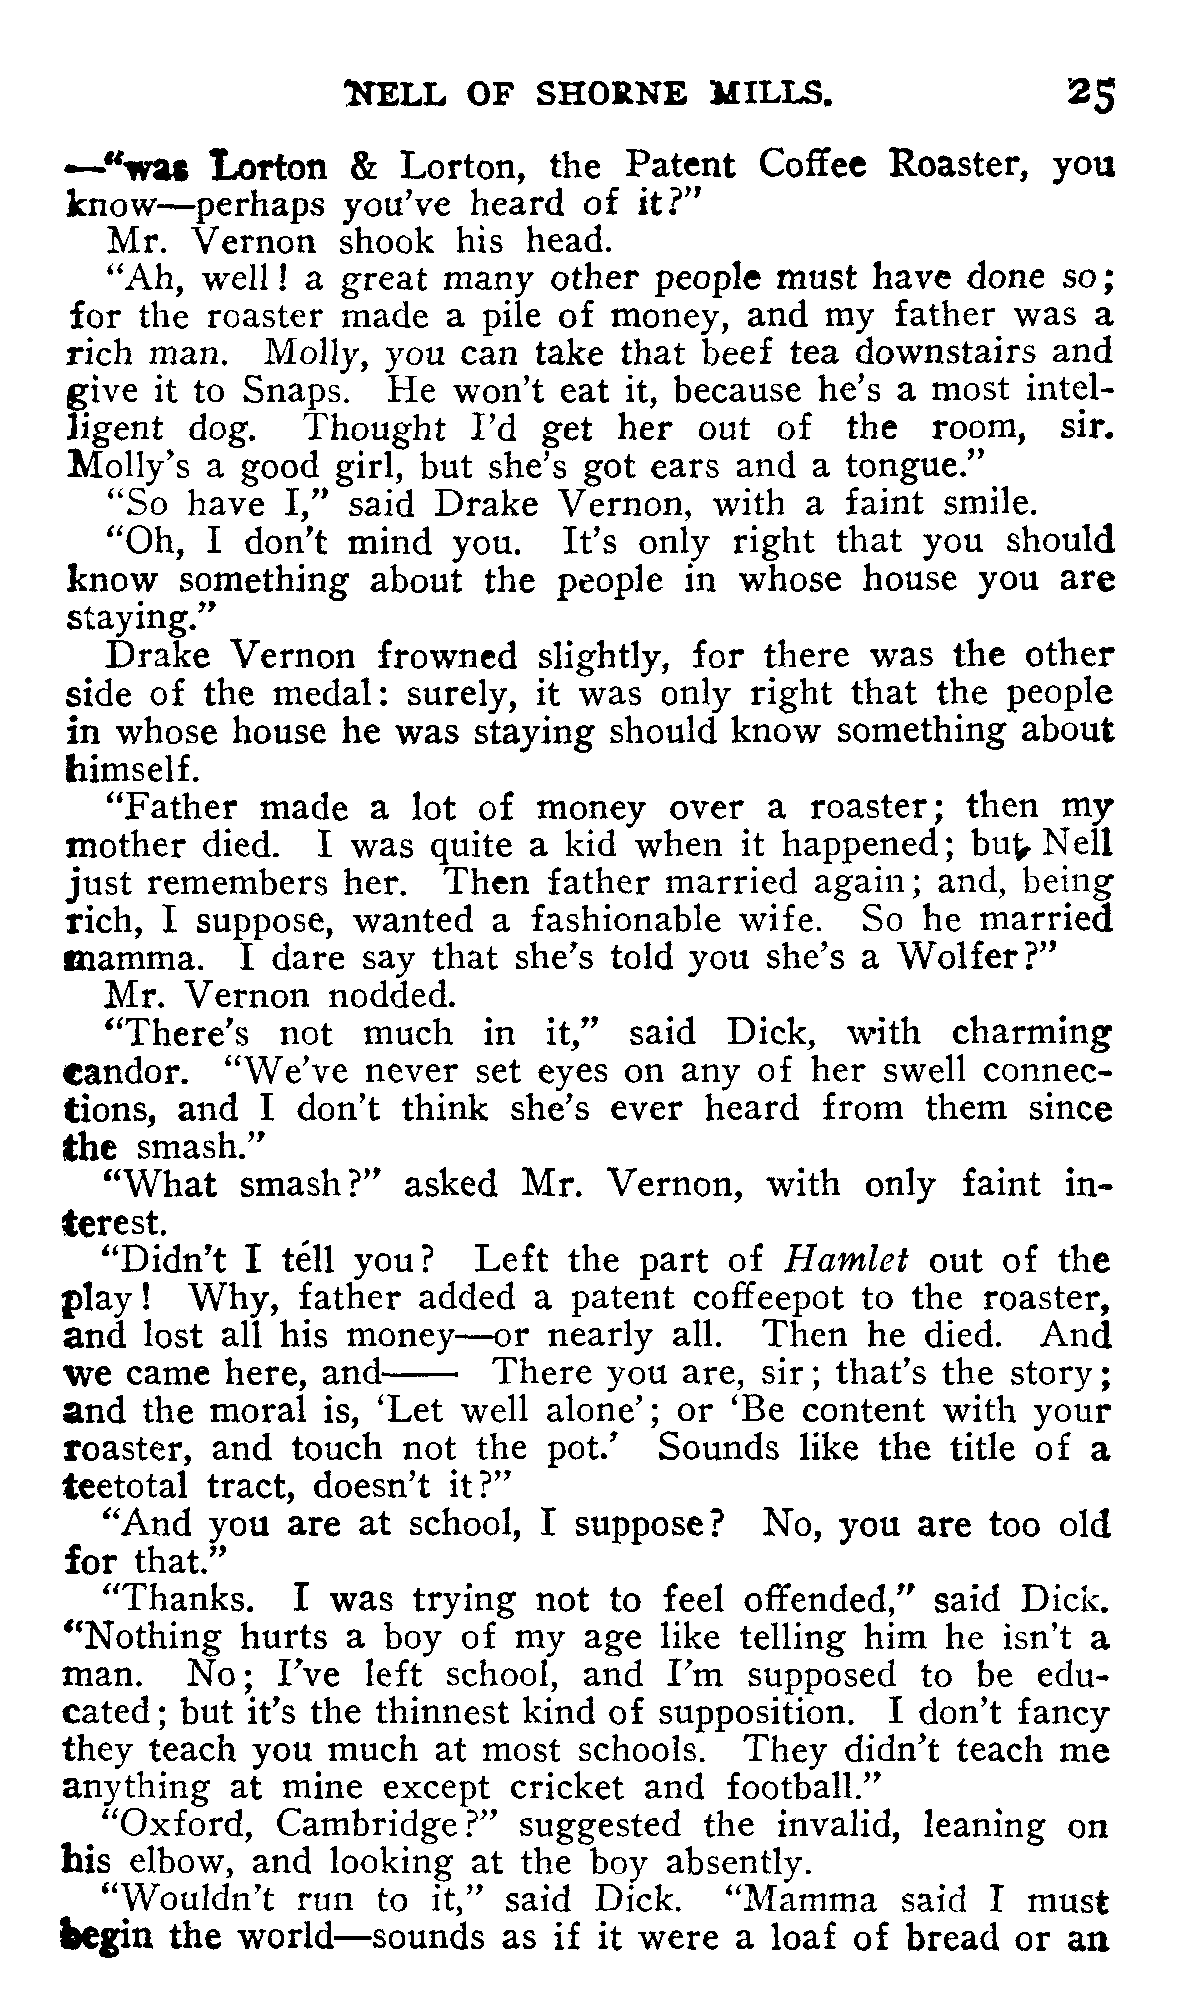 NELL OF SHORNE MILLS. 25
—"was Lorton & Lorton, the Patent Coffee Roaster, you
know—perhaps you've heard of it?"
Mr. Vernon shook his head.
"Ah, well! a great many other people must have done so;
for the roaster made a pile of money, and my father was a
rich man. Molly, you can take that beef tea downstairs and
give it to Snaps. He won't eat it, because he's a most intel-
ligent dog. Thought I'd get her out of the room, sir.
Molly's a good girl, but she's got ears and a tongue."
"So have I," said Drake Vernon, with a faint smile.
"Oh, I don't mind you. It's only right that you should
know something about the people in whose house you are
staying."
Drake Vernon frowned slightly, for there was the other
side of the medal: surely, it was only right that the people
in whose house he was staying should know something about
himself.
"Father made a lot of money over a roaster; then my
mother died. I was quite a kid when it happened; but, Nell
just remembers her. Then father married again; and, being
rich, I suppose, wanted a fashionable wife. So he married
mamma. I dare say that she's told you she's a Wolfer?"
Mr. Vernon nodded.
"There's not much in it," said Dick, with charming
candor. "We've never set eyes on any of her swell connec-
tions, and I don't think she's ever heard from them since
the smash."
"What smash?" asked Mr. Vernon, with only faint in-
terest.
"Didn't I tell you? Left the part of Hamlet out of the
play! Why, father added a patent coffeepot to the roaster,
and lost all his money—or nearly all. Then he died. And
we came here, and—— There you are, sir; that's the story;
and the moral is, 'Let well alone'; or 'Be content with your
roaster, and touch not the pot.' Sounds like the title of a
teetotal tract, doesn't it?"
"And you are at school, I suppose? No, you are too old
for that."
"Thanks. I was trying not to feel offended," said Dick.
"Nothing hurts a boy of my age like telling him he isn't a
man. No; I've left school, and I'm supposed to be edu-
cated; but it's the thinnest kind of supposition. I don't fancy
they teach you much at most schools. They didn't teach me
anything at mine except cricket and football."
"Oxford, Cambridge?" suggested the invalid, leaning on
his elbow, and looking at the boy absently.
"Wouldn't run to it," said Dick. "Mamma said I must
begin the world—sounds as if it were a loaf of bread or an